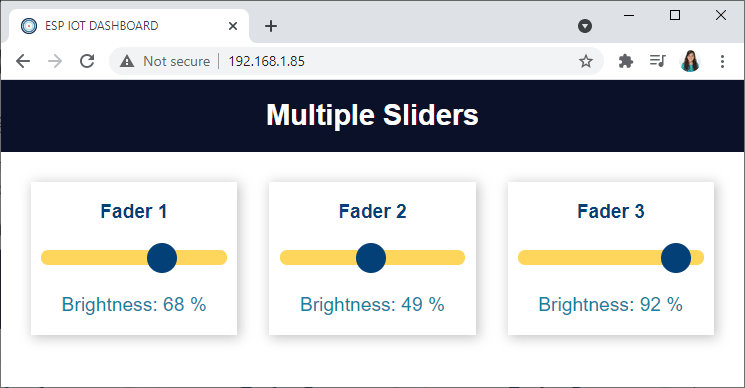 ESP IOT DASHBOARD
Not secure
192.168.1.85
Multiple Sliders
Fader 1
Brightness: 68 %
Fader 2
Brightness: 49 %
Fader 3
Brightness: 92 %